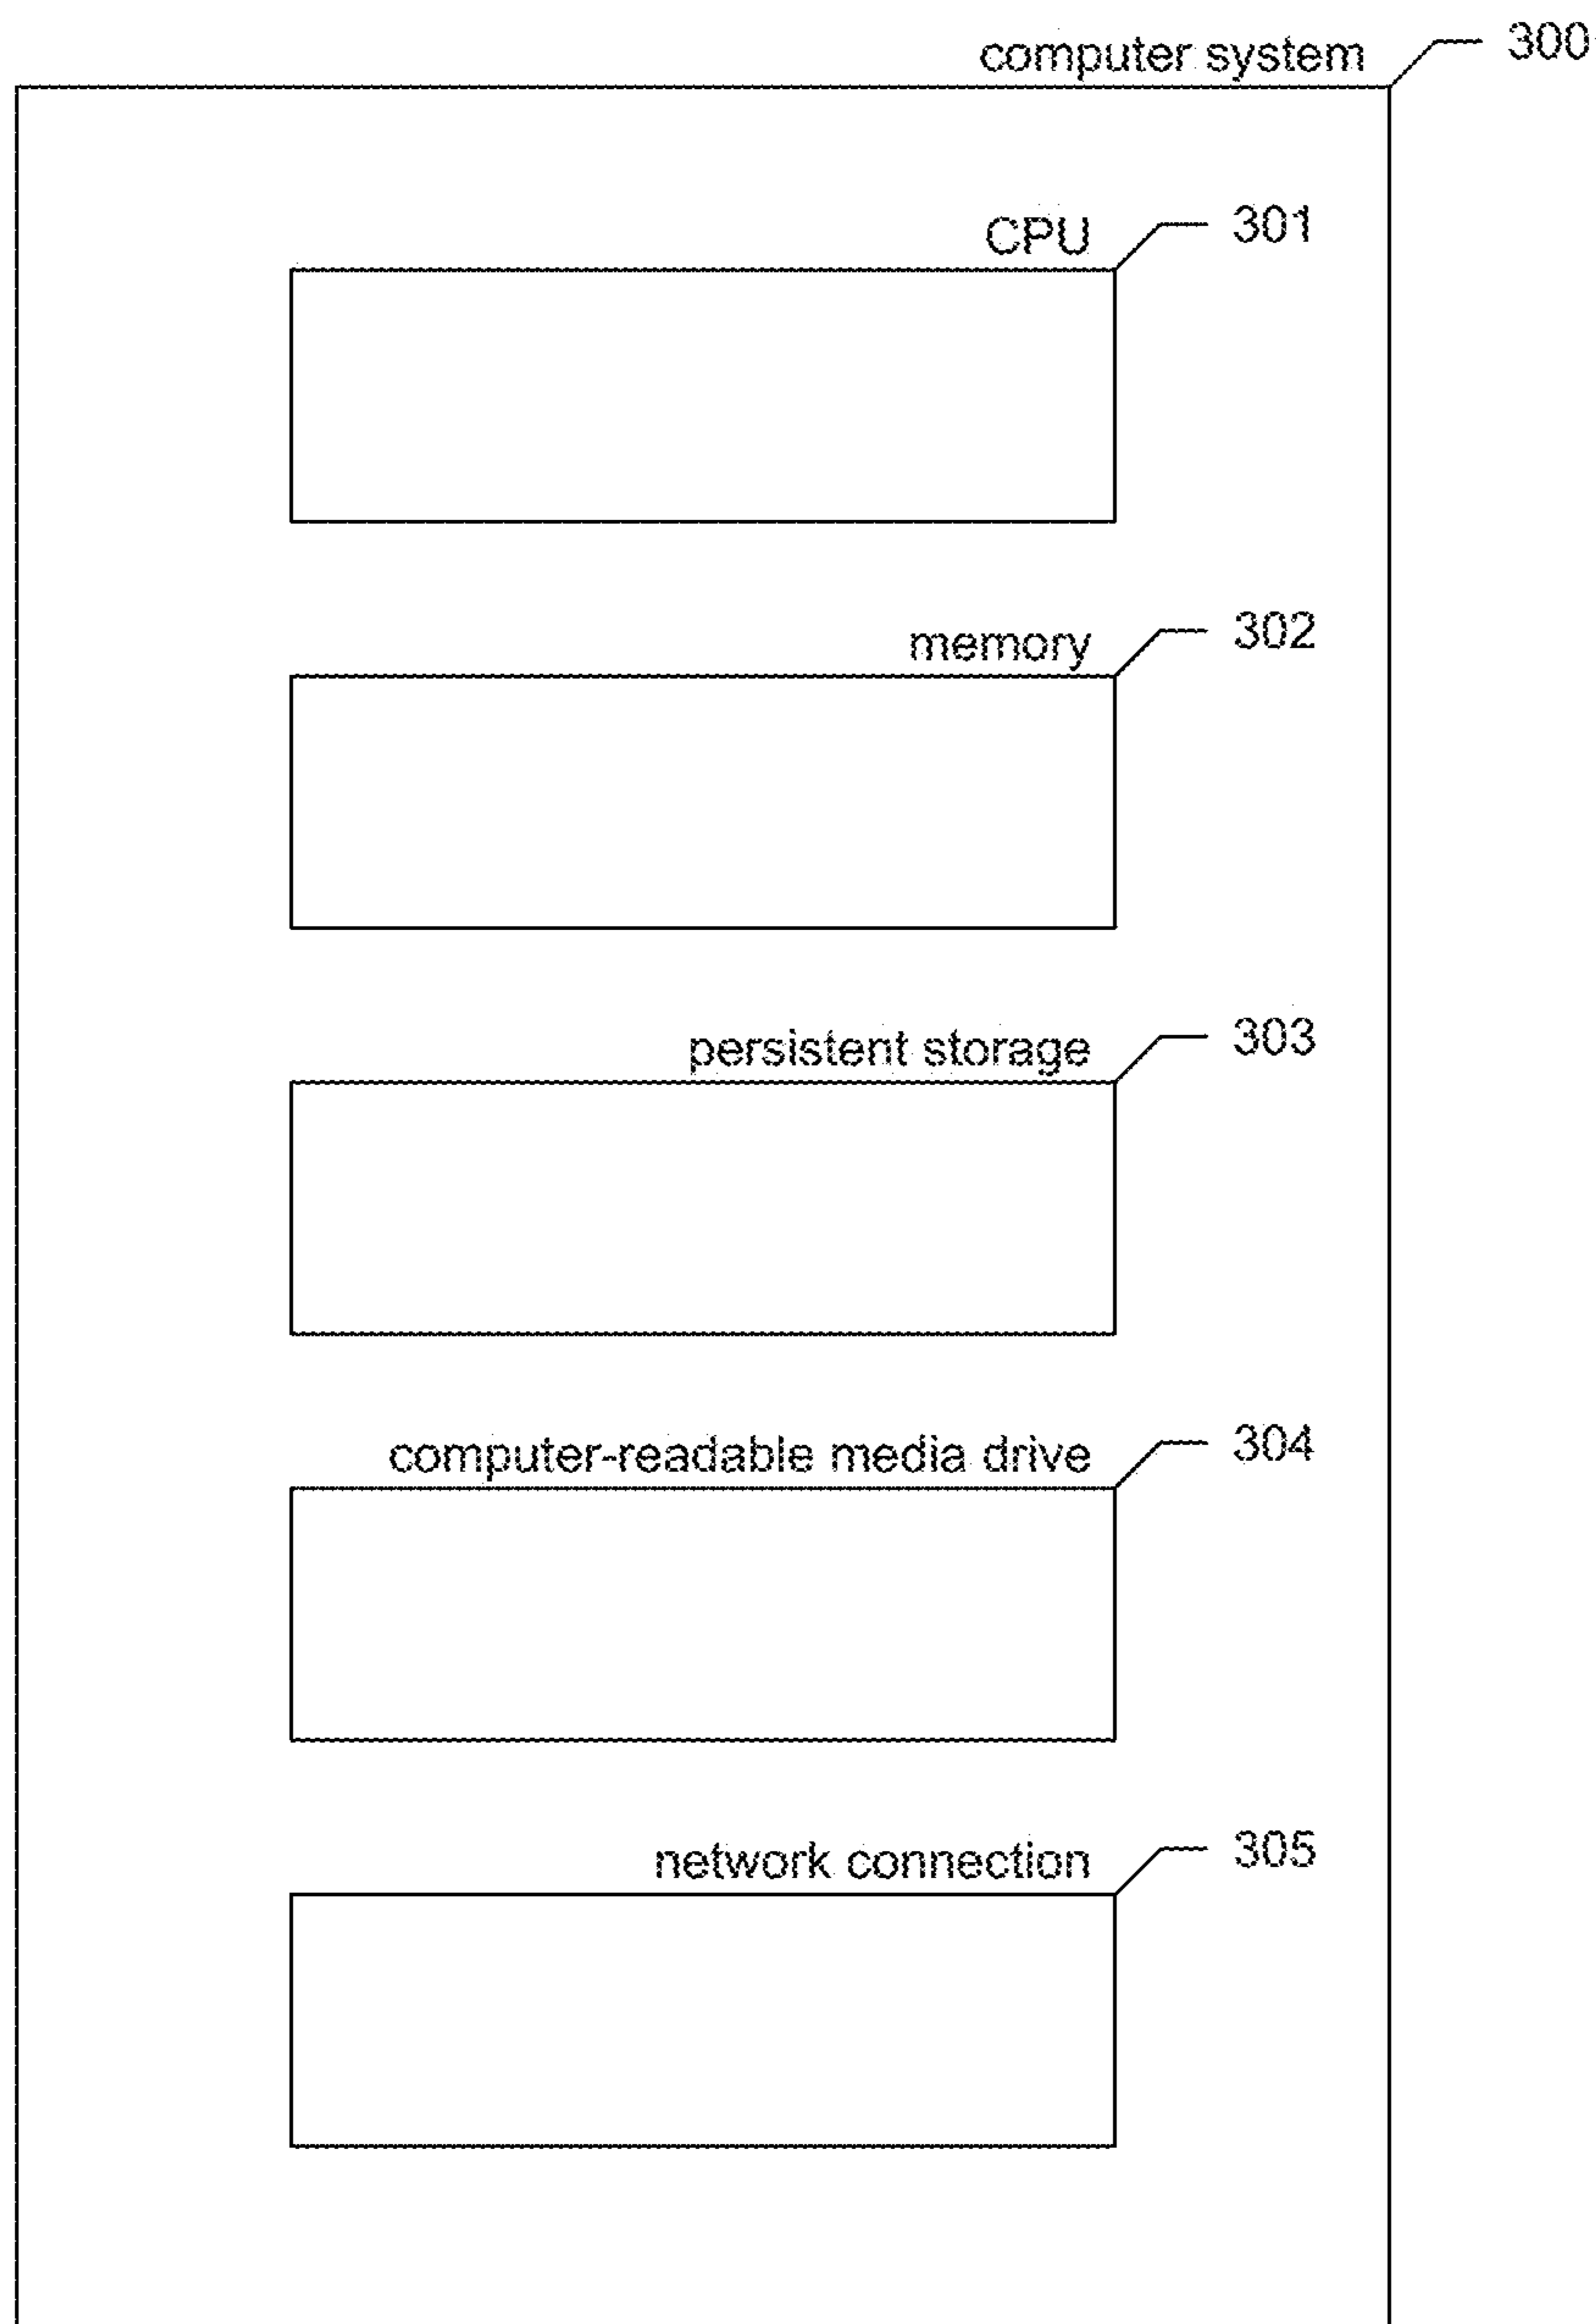 computer system 300
CPU 301
memory 302
persistent storage 303
computer-readable media drive 304
network connection 305